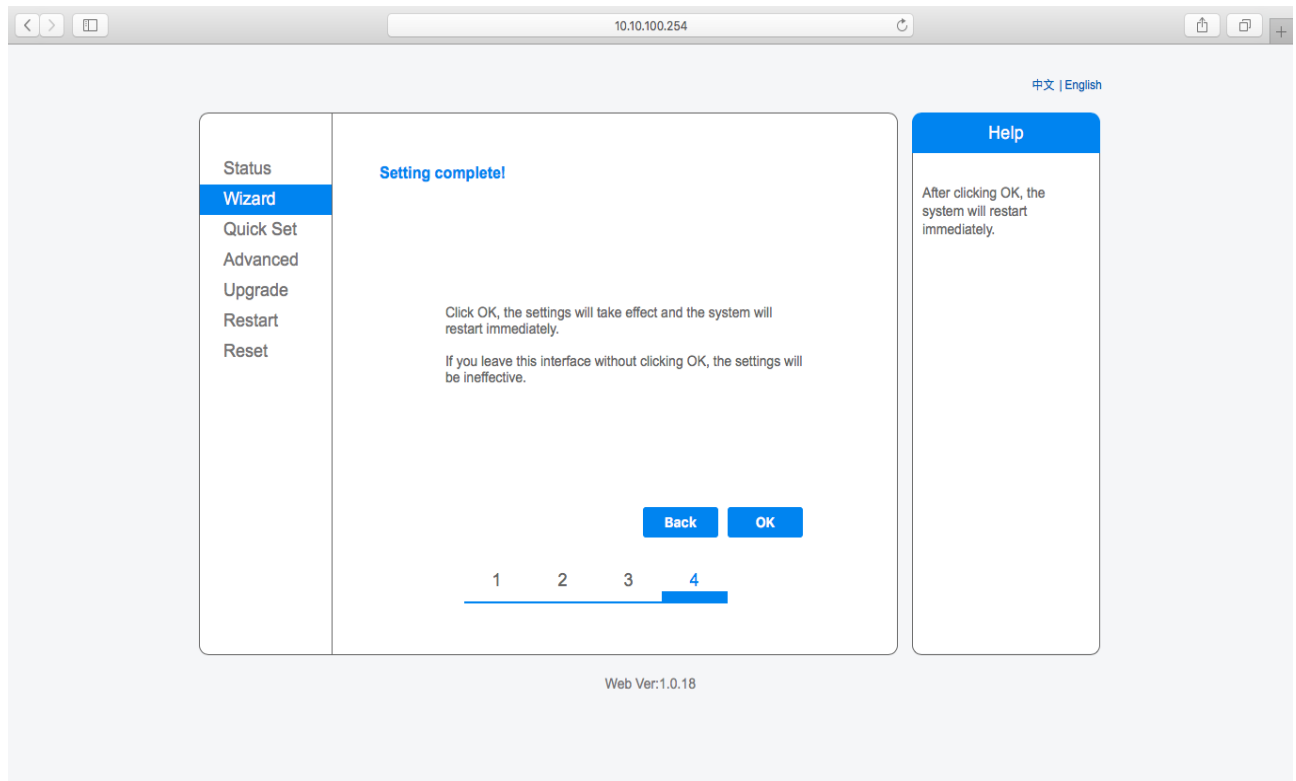 10.10.100.254
中文 | English
Status
Wizard
Quick Set
Advanced
Upgrade
Restart
Reset
Setting complete!
Click OK, the settings will take effect and the system will
restart immediately.
If you leave this interface without clicking OK, the settings will
be ineffective.
Back OK
1 2 3 4
Help
After clicking OK, the
system will restart
immediately.
Web Ver:1.0.18